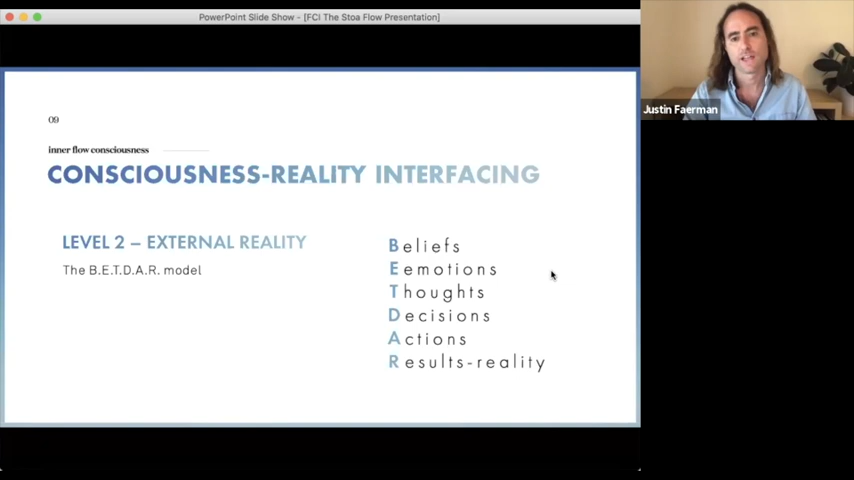 PowerPoint Slide Show - [FCI The Stoa Flow Presentation]
Justin Faerman
09
inner flow consciousness
CONSCIOUSNESS-REALITY INTERFACING
LEVEL 2 – EXTERNAL REALITY
The B.E.T.D.A.R. model
Beliefs
Eemotions
Thoughts
Decisions
Actions
Results-reality